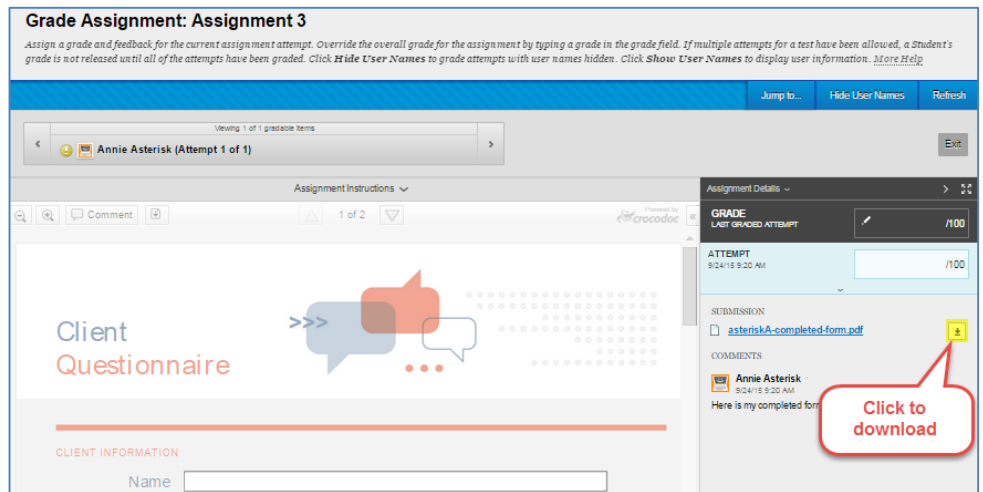 Grade Assignment: Assignment 3
Assign a grade and feedback for the current assignment attempt. Override the overall grade for the assignment by typing a grade in the grade field. If multiple attempts for a test have been allowed, a Student's
grade is not released until all of the attempts have been graded. Click Hide User Names to grade attempts with user names hidden. Click Show User Names to display user information. More Help
Jump to... Hide User Names Refresh
Viewing 1 of 1 gradable items
Annie Asterisk (Attempt 1 of 1)
Exit
Assignment Instructions
Comment
1 of 2
Powered by
crocodoc
Client
Questionnaire
>>>
CLIENT INFORMATION
Name
Assignment Details
GRADE
LAST GRADED ATTEMPT
/100
ATTEMPT
9/24/15 9:20 AM
/100
SUBMISSION
asteriskA-completed-form.pdf
COMMENTS
Annie Asterisk
9/24/15 9:20 AM
Here is my completed for
Click to
download